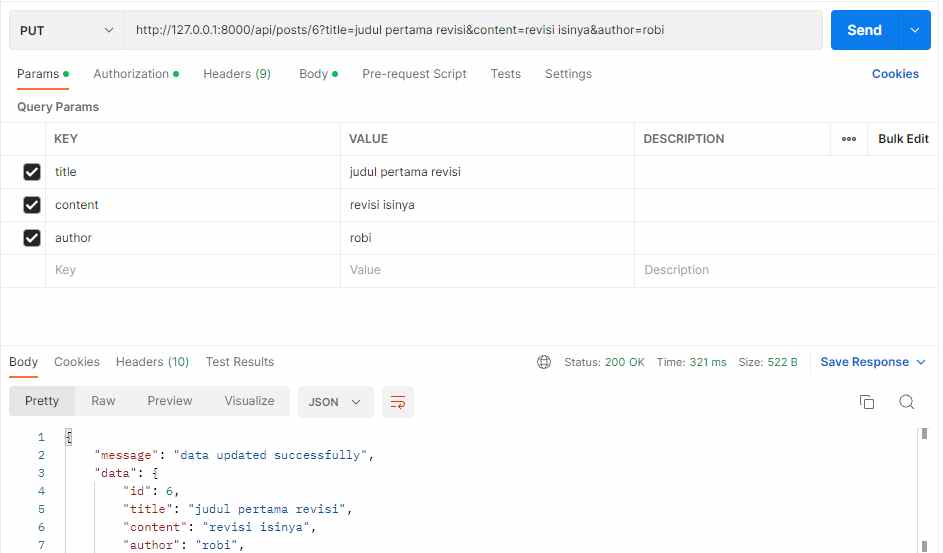 PUT http://127.0.0.1:8000/api/posts/6?title=judul pertama revisi&content=revisi isinya&author=robi Send
Params Authorization Headers (9) Body Pre-request Script Tests Settings Cookies
Query Params
KEY VALUE DESCRIPTION ••• Bulk Edit
title judul pertama revisi
content revisi isinya
author robi
Key Value Description
Body Cookies Headers (10) Test Results Status: 200 OK Time: 321 ms Size: 522 B Save Response
Pretty Raw Preview Visualize JSON
1 {
2 "message": "data updated successfully",
3 "data": {
4 "id": 6,
5 "title": "judul pertama revisi",
6 "content": "revisi isinya",
7 "author": "robi",